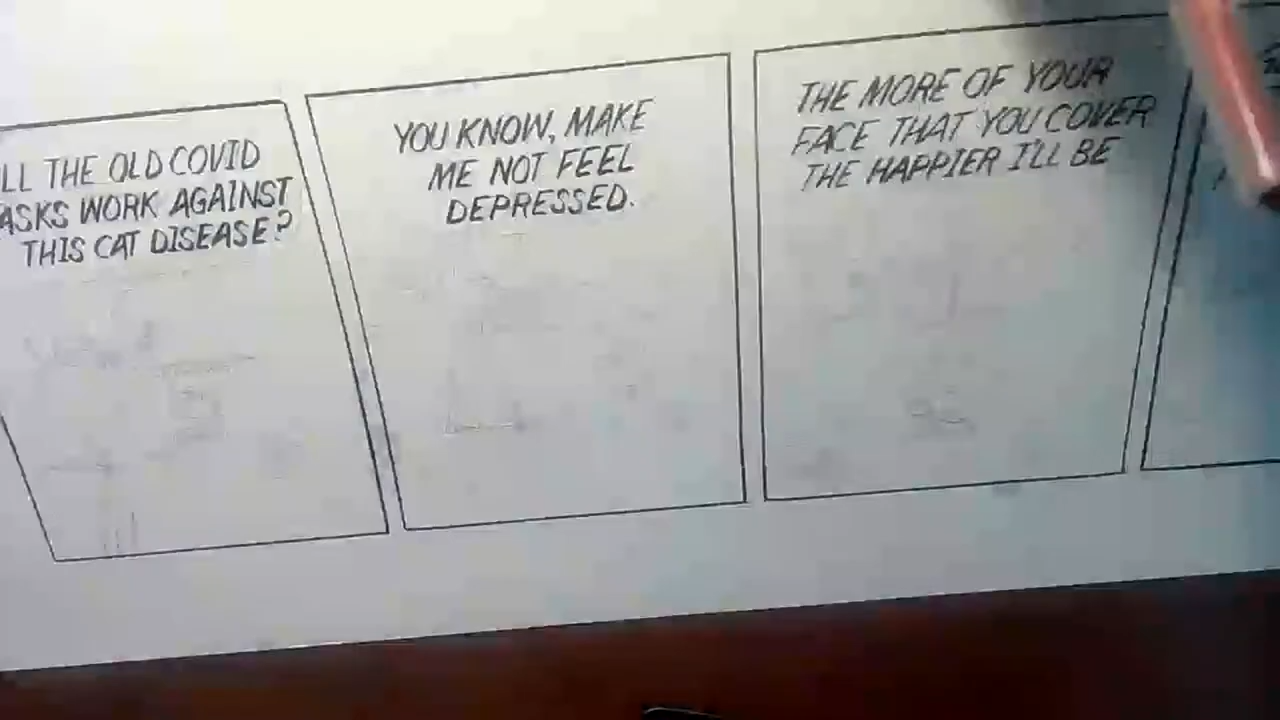 LL THE OLD COVID
ASKS WORK AGAINST
THIS CAT DISEASE?
YOU KNOW, MAKE
ME NOT FEEL
DEPRESSED.
THE MORE OF YOUR
FACE THAT YOU COVER
THE HAPPIER I'LL BE